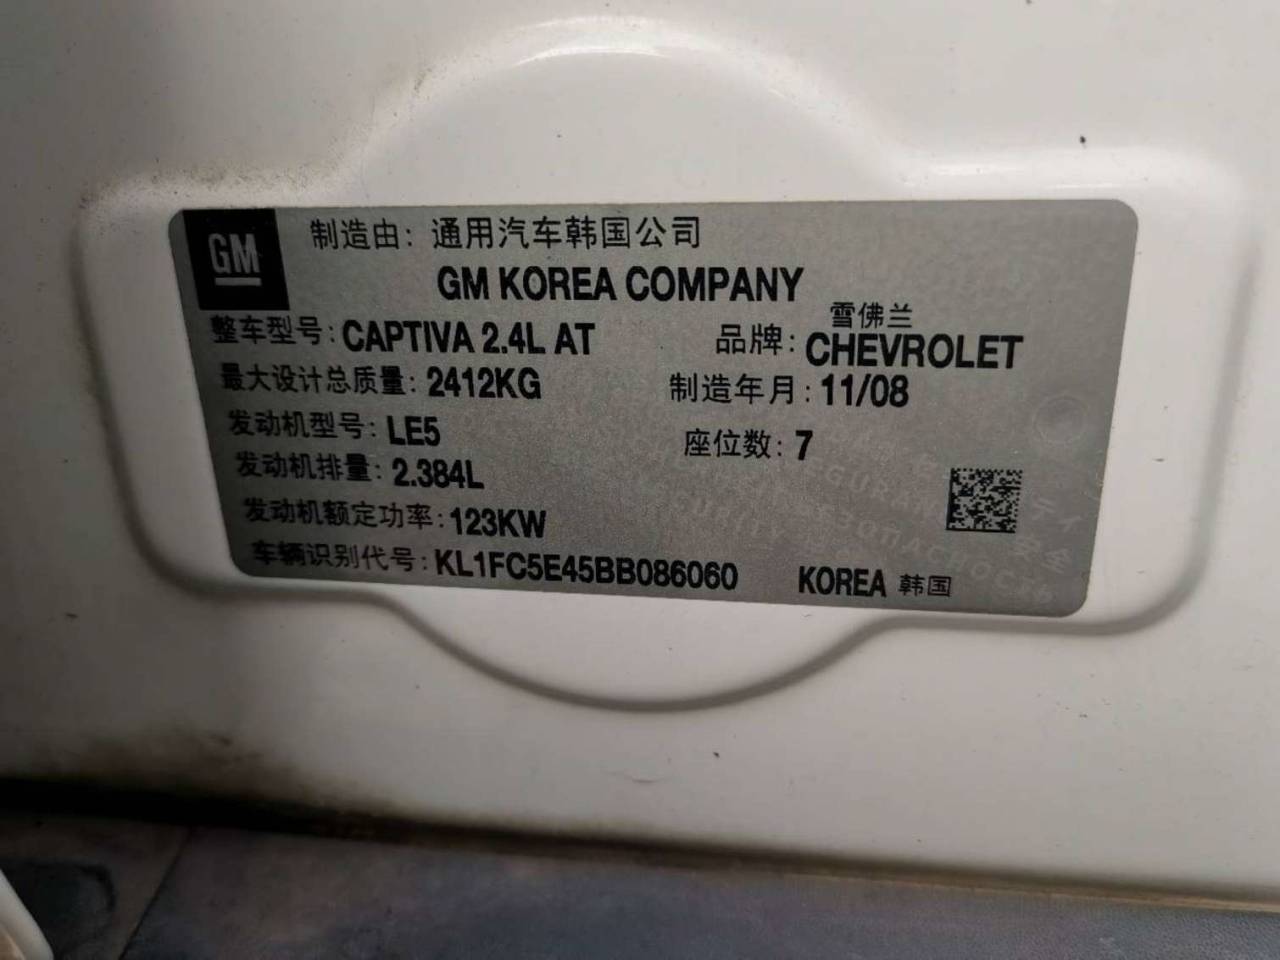 GM
制造由: 通用汽车韩国公司
GM KOREA COMPANY
整车型号: CAPTIVA 2.4L AT
品牌: 雪佛兰 CHEVROLET
最大设计总质量: 2412KG
制造年月: 11/08
发动机型号: LE5
座位数: 7
发动机排量: 2.384L
发动机额定功率: 123KW
车辆识别代号: KL1FC5E45BB086060
KOREA 韩国